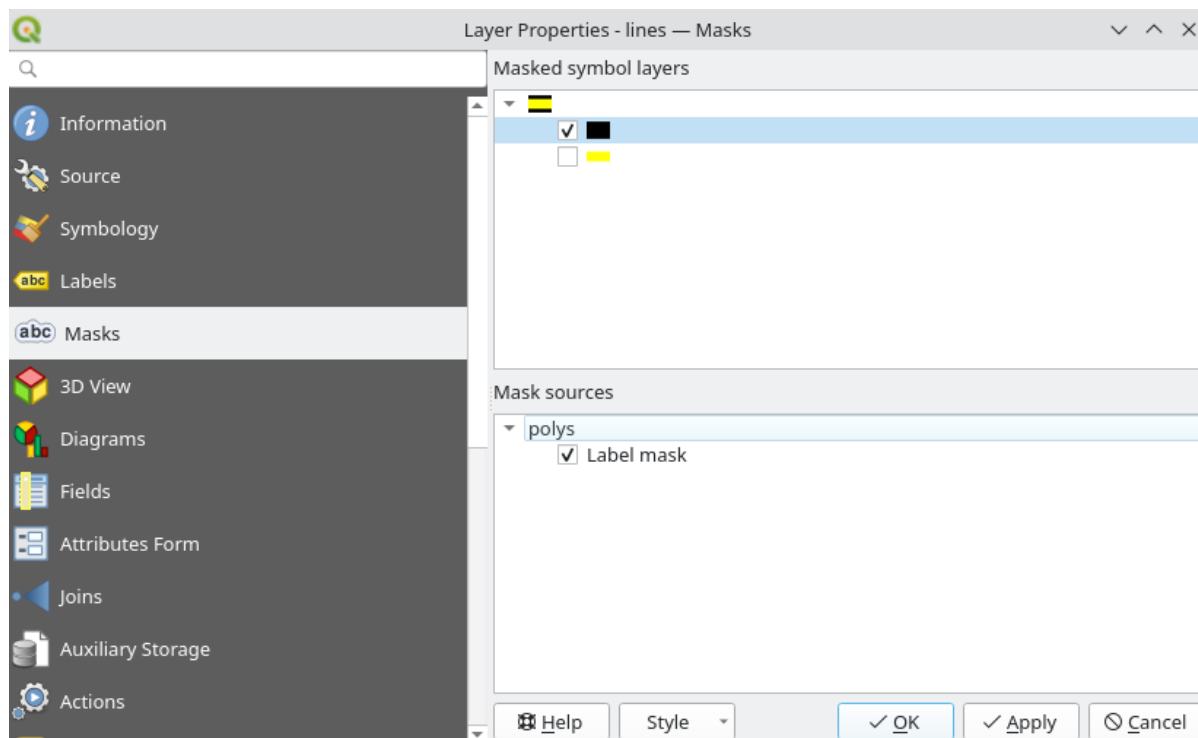 Layer Properties - lines — Masks
Masked symbol layers
Information
Source
Symbology
abc Labels
abc Masks
3D View
Diagrams
Fields
Attributes Form
Joins
Auxiliary Storage
Actions
Mask sources
polys
Label mask
Help
Style
OK
Apply
Cancel